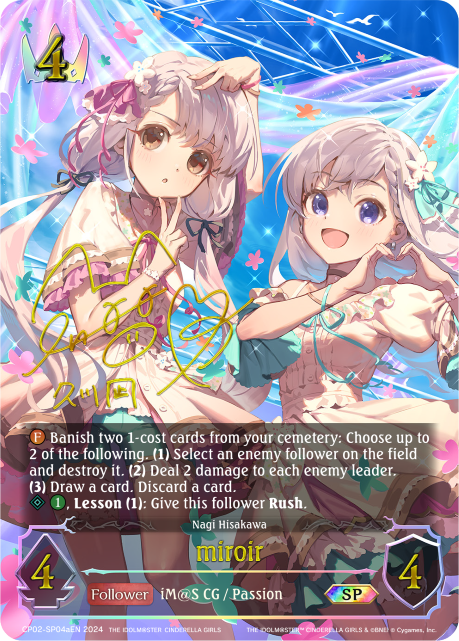 4
F Banish two 1-cost cards from your cemetery: Choose up to
2 of the following. (1) Select an enemy follower on the field
and destroy it. (2) Deal 2 damage to each enemy leader.
(3) Draw a card. Discard a card.
1, Lesson (1): Give this follower Rush.
Nagi Hisakawa
miroir
4
4
Follower iM@S CG / Passion SP
CP02-SP04aEN 2024 THE IDOLM@STER CINDERELLA GIRLS THE IDOLM@STER™ CINDERELLA GIRLS & ©BNEI © Cygames, Inc.